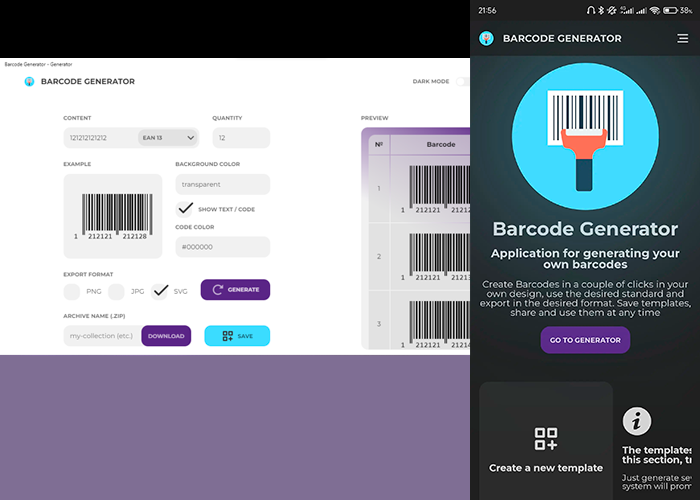 Barcode Generator - Generator
BARCODE GENERATOR
DARK MODE
CONTENT
QUANTITY
121212121212
EAN 13
12
EXAMPLE
BACKGROUND COLOR
transparent
SHOW TEXT / CODE
CODE COLOR
#000000
1 212121 212128
EXPORT FORMAT
PNG
JPG
SVG
GENERATE
ARCHIVE NAME (.ZIP)
my-collection (etc.)
DOWNLOAD
SAVE
PREVIEW
№
Barcode
1
1 212121
2
1 212121
3
1 212121
21:56
38%
BARCODE GENERATOR
Barcode Generator
Application for generating your
own barcodes
Create Barcodes in a couple of clicks in your
own design, use the desired standard and
export in the desired format. Save templates,
share and use them at any time
GO TO GENERATOR
Create a new template
The templates
this section, tr
Just generate se
system will prom